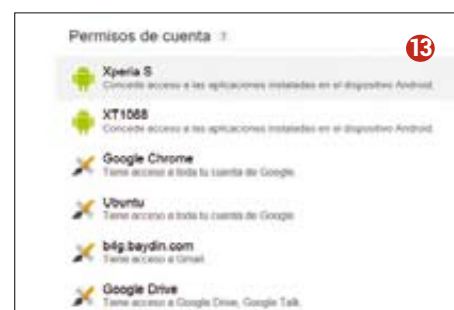 Permisos de cuenta ?
13
Xperia S
Concede acceso a las aplicaciones instaladas en el dispositivo Android.
XT1068
Concede acceso a las aplicaciones instaladas en el dispositivo Android.
Google Chrome
Tiene acceso a toda tu cuenta de Google.
Ubuntu
Tiene acceso a toda tu cuenta de Google
b4g.baydin.com
Tiene acceso a Gmail
Google Drive
Tiene acceso a Google Drive, Google Talk.